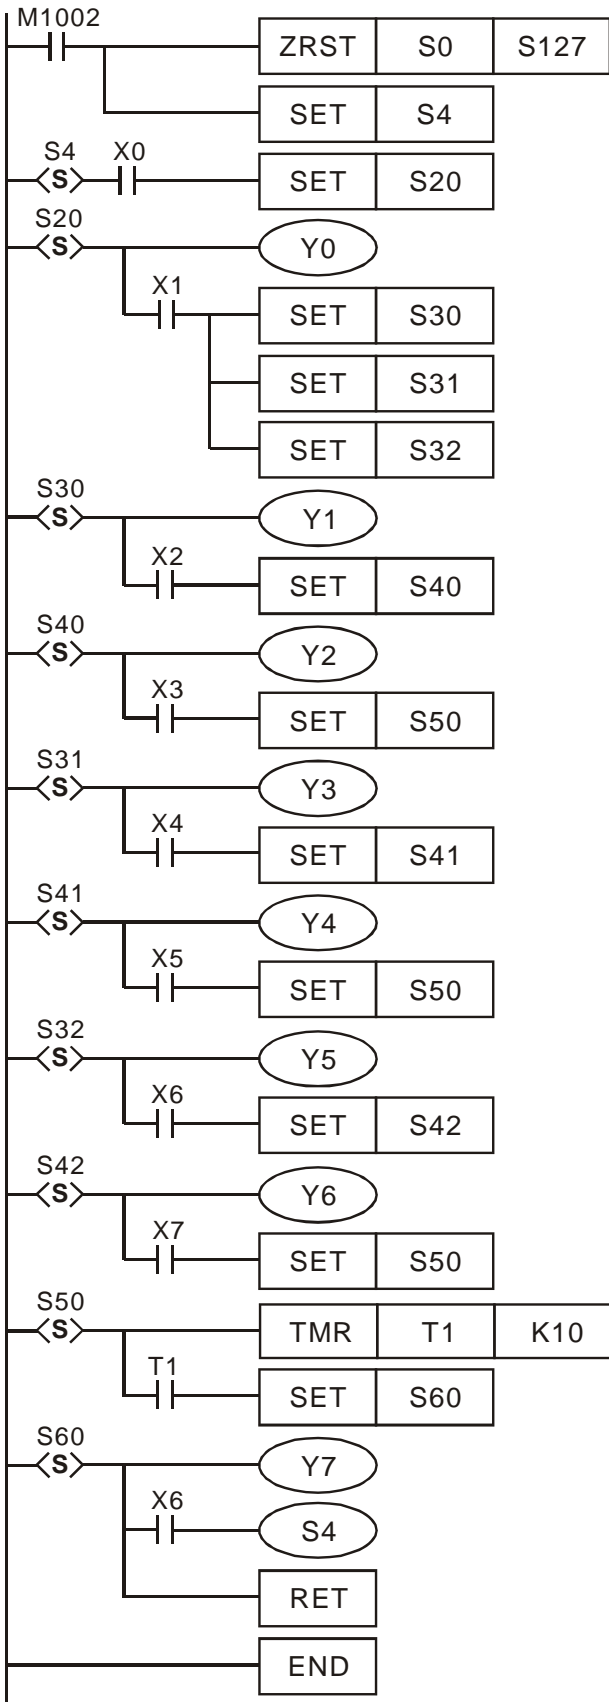 M1002
ZRST S0 S127
SET S4
S4 X0
S SET S20
S20
S Y0
X1
SET S30
SET S31
SET S32
S30
S Y1
X2
SET S40
S40
S Y2
X3
SET S50
S31
S Y3
X4
SET S41
S41
S Y4
X5
SET S50
S32
S Y5
X6
SET S42
S42
S Y6
X7
SET S50
S50
S TMR T1 K10
T1
SET S60
S60
S Y7
X6
S4
RET
END